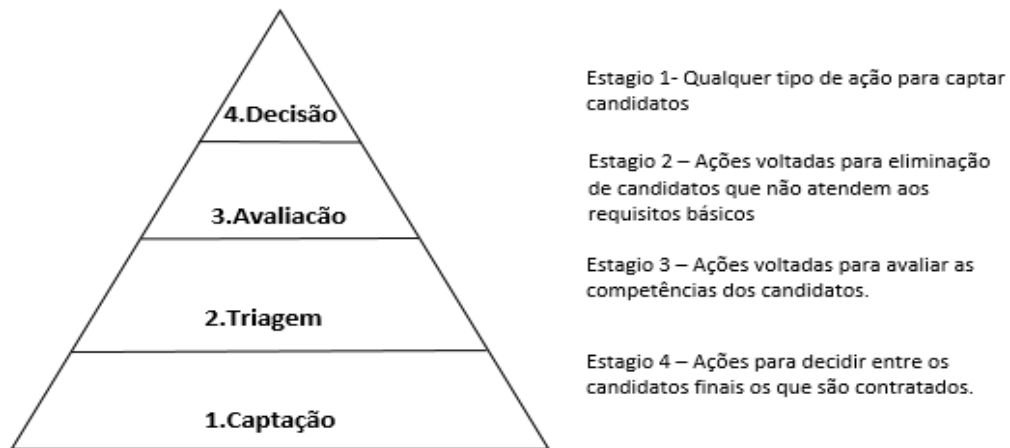 4.Decisão
3.Avaliacão
2.Triagem
1.Captação
Estagio 1- Qualquer tipo de ação para captar
candidatos
Estagio 2 – Ações voltadas para eliminação
de candidatos que não atendem aos
requisitos básicos
Estagio 3 – Ações voltadas para avaliar as
competências dos candidatos.
Estagio 4 – Ações para decidir entre os
candidatos finais os que são contratados.